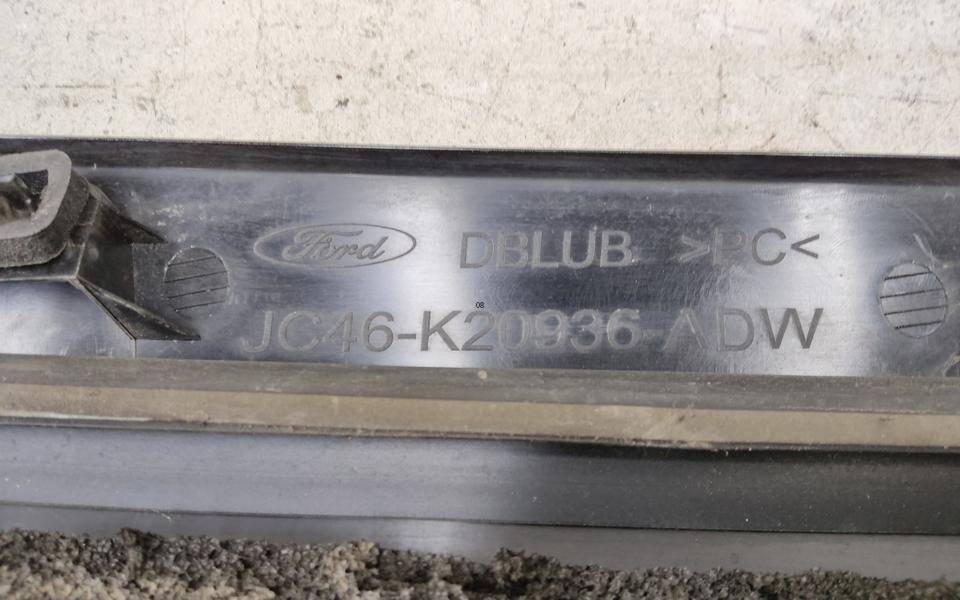 Ford DBLUB >PC<
08
JC46-K20936-ADW